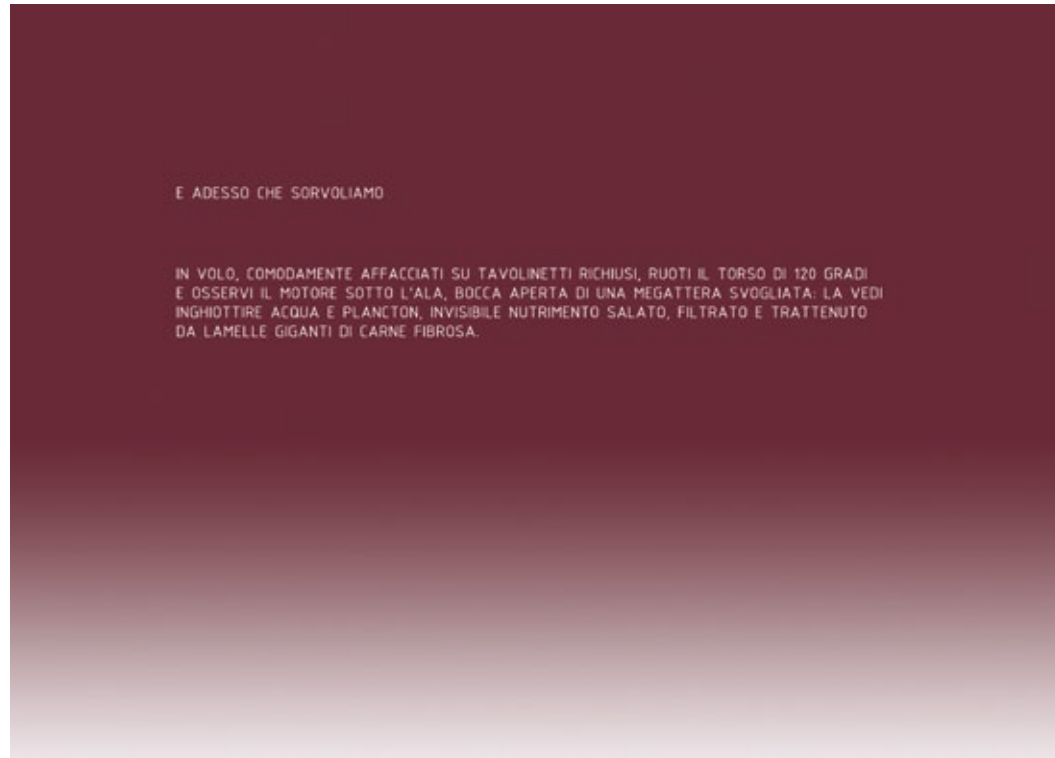 E ADESSO CHE SORVOLIAMO
IN VOLO, COMODAMENTE AFFACCIATI SU TAVOLINETTI RICHIUSI, RUOTI IL TORSO DI 120 GRADI
E OSSERVI IL MOTORE SOTTO L'ALA, BOCCA APERTA DI UNA MEGATTERA SVOGLIATA: LA VEDI
INGHIOTTIRE ACQUA E PLANCTON, INVISIBILE NUTRIMENTO SALATO, FILTRATO E TRATTENUTO
DA LAMELLE GIGANTI DI CARNE FIBROSA.